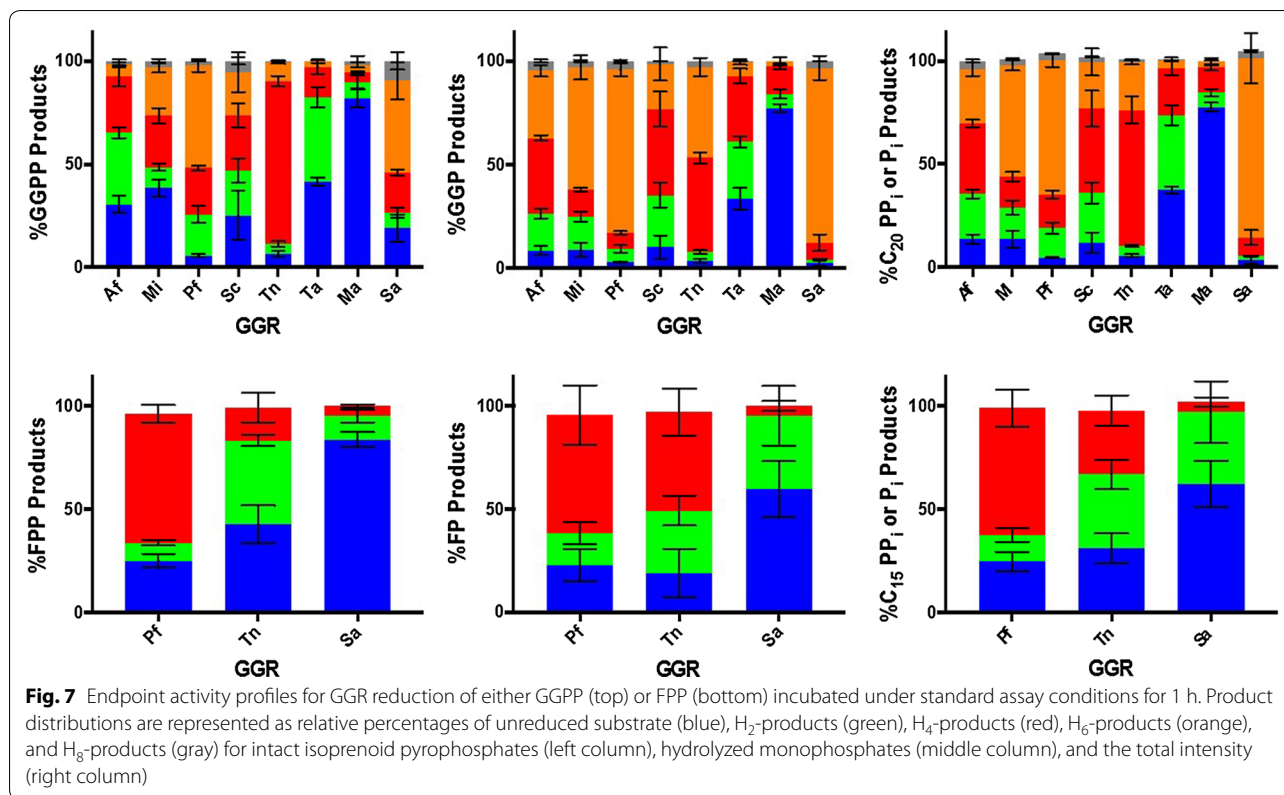 %GGPP Products
100
50
0
Af Mi Pf Sc Tn Ta Ma Sa
GGR
%GGP Products
100
50
0
Af Mi Pf Sc Tn Ta Ma Sa
GGR
%C₂₀ PPᵢ or Pᵢ Products
100
50
0
Af M Pf Sc Tn Ta Ma Sa
GGR
%FPP Products
100
50
0
Pf Tn Sa
GGR
%FP Products
100
50
0
Pf Tn Sa
GGR
%C₁₅ PPᵢ or Pᵢ Products
100
50
0
Pf Tn Sa
GGR
Fig. 7 Endpoint activity profiles for GGR reduction of either GGPP (top) or FPP (bottom) incubated under standard assay conditions for 1 h. Product
distributions are represented as relative percentages of unreduced substrate (blue), H₂-products (green), H₄-products (red), H₆-products (orange),
and H₈-products (gray) for intact isoprenoid pyrophosphates (left column), hydrolyzed monophosphates (middle column), and the total intensity
(right column)